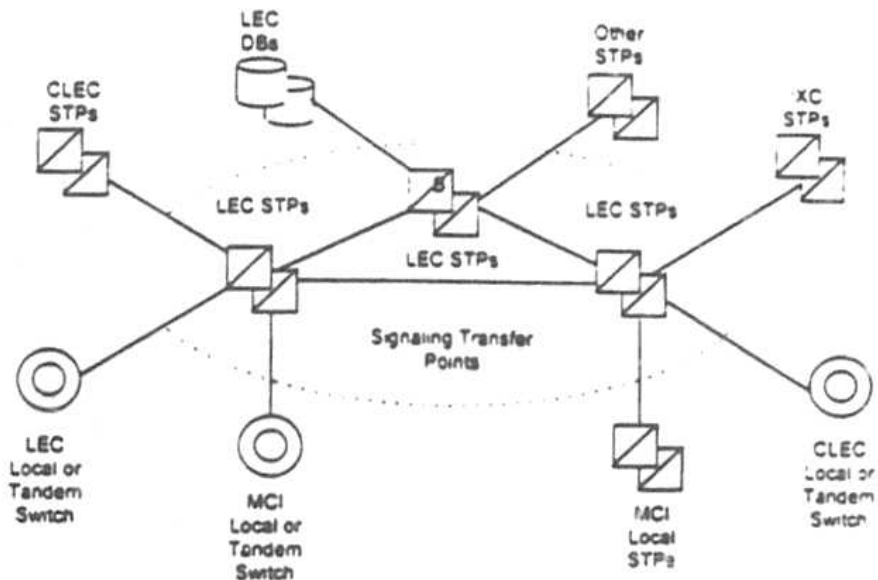 LEC
DBs
Other
STPs
CLEC
STPs
XC
STPs
S
LEC STPs
LEC STPs
LEC STPs
Signaling Transfer
Points
LEC
Local or
Tandem
Switch
MCI
Local or
Tandem
Switch
MCI
Local
STPs
CLEC
Local or
Tandem
Switch